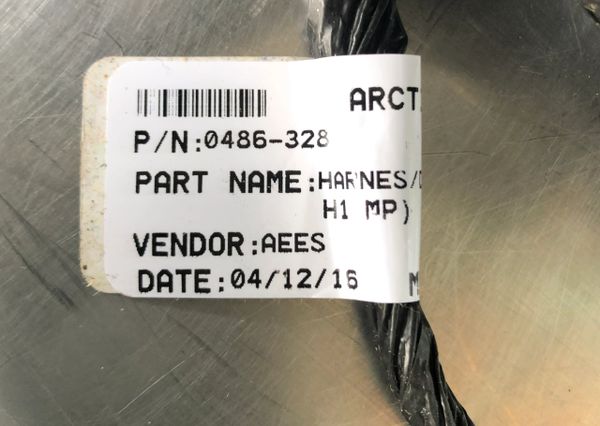 ARCT
P/N:0486-328
PART NAME:HARNES/
H1 MP)
VENDOR:AEES
DATE:04/12/16 M